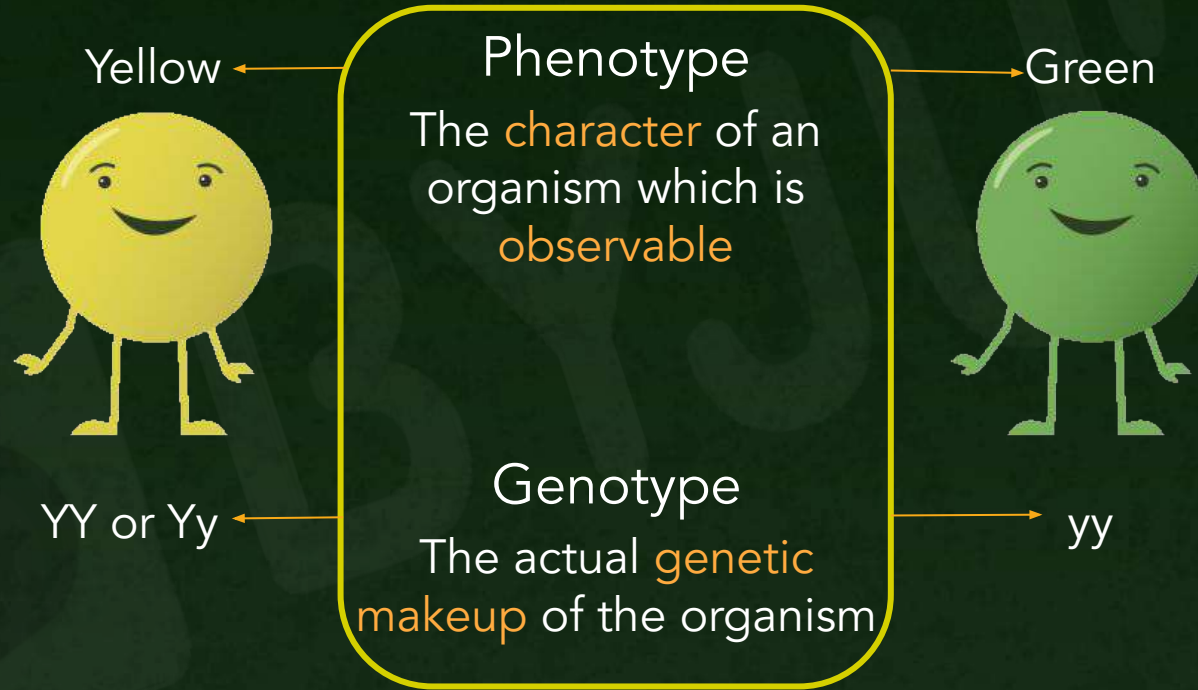 Yellow
Phenotype
Green
The character of an
organism which is
observable
Genotype
YY or Yy
yy
The actual genetic
makeup of the organism
BYJU